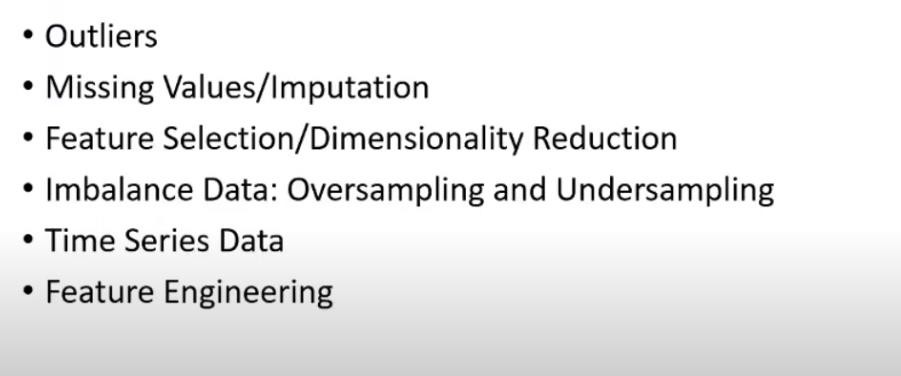 • Outliers
• Missing Values/Imputation
• Feature Selection/Dimensionality Reduction
• Imbalance Data: Oversampling and Undersampling
• Time Series Data
• Feature Engineering